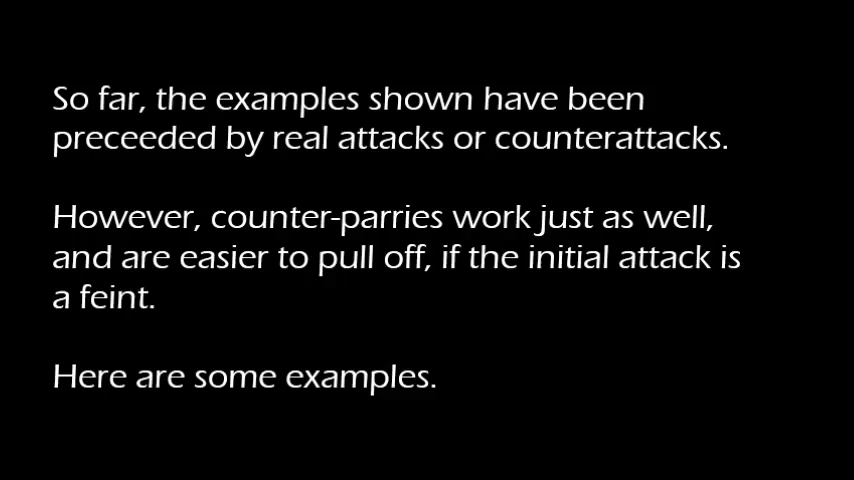 So far, the examples shown have been
preceeded by real attacks or counterattacks.
However, counter-parries work just as well,
and are easier to pull off, if the initial attack is
a feint.
Here are some examples.